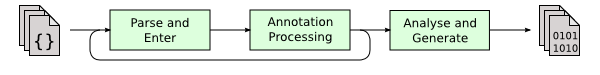 {}
Parse and
Enter
Annotation
Processing
Analyse and
Generate
0101
1010